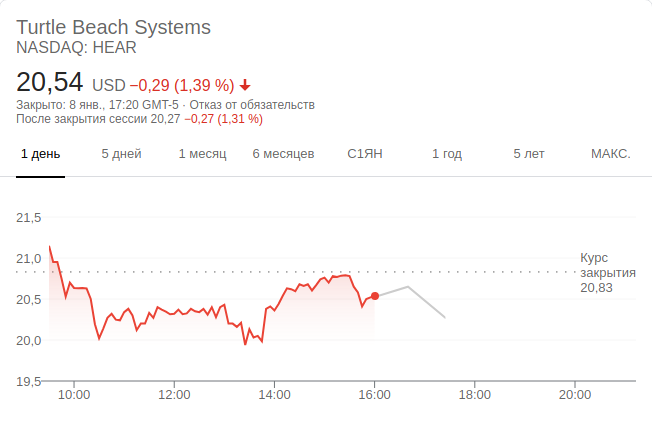 Turtle Beach Systems
NASDAQ: HEAR
20,54 USD −0,29 (1,39 %)
Закрыто: 8 янв., 17:20 GMT-5 · Отказ от обязательств
После закрытия сессии 20,27 −0,27 (1,31 %)
1 день 5 дней 1 месяц 6 месяцев С1ЯН 1 год 5 лет МАКС.
21,5
21,0
Курс
закрытия
20,83
20,5
20,0
19,5
10:00 12:00 14:00 16:00 18:00 20:00